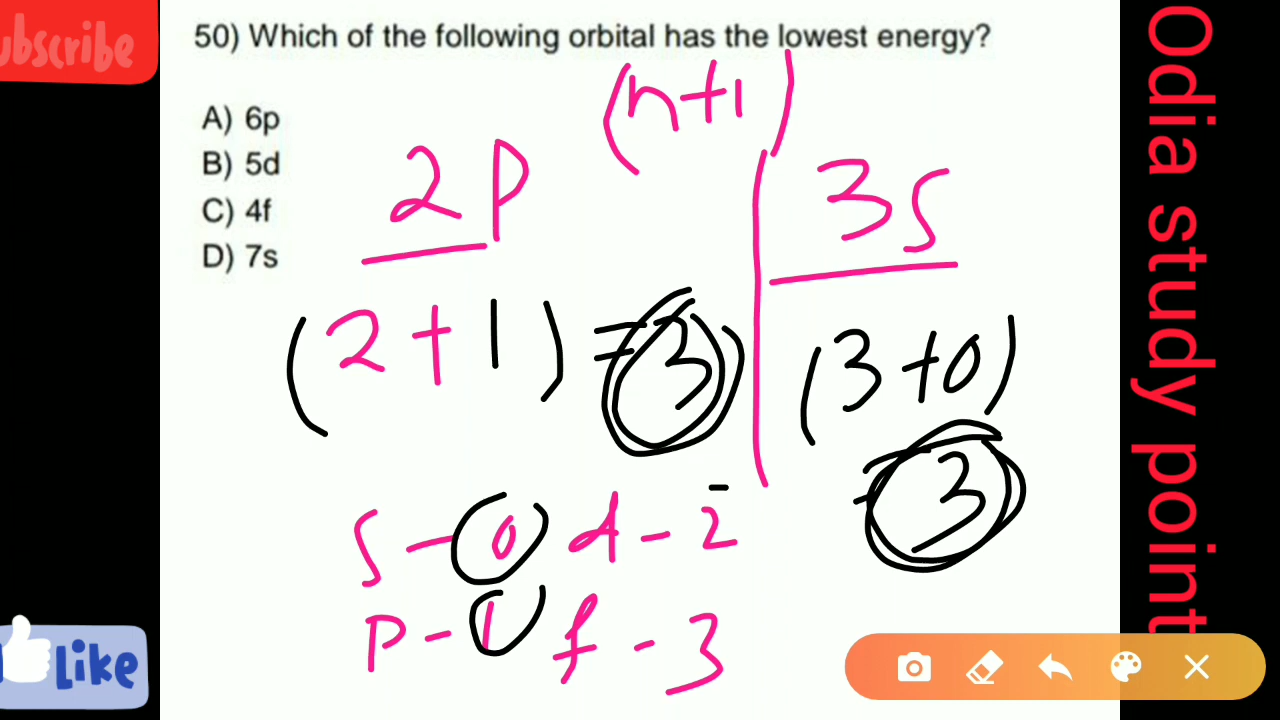 ubscribe
50) Which of the following orbital has the lowest energy?
(n+l)
A) 6p
B) 5d
C) 4f
D) 7s
2p
3s
(2+1) = 3
(3+0)
= 3
s - 0 d - 2
p - 1 f - 3
Like
Odia study point